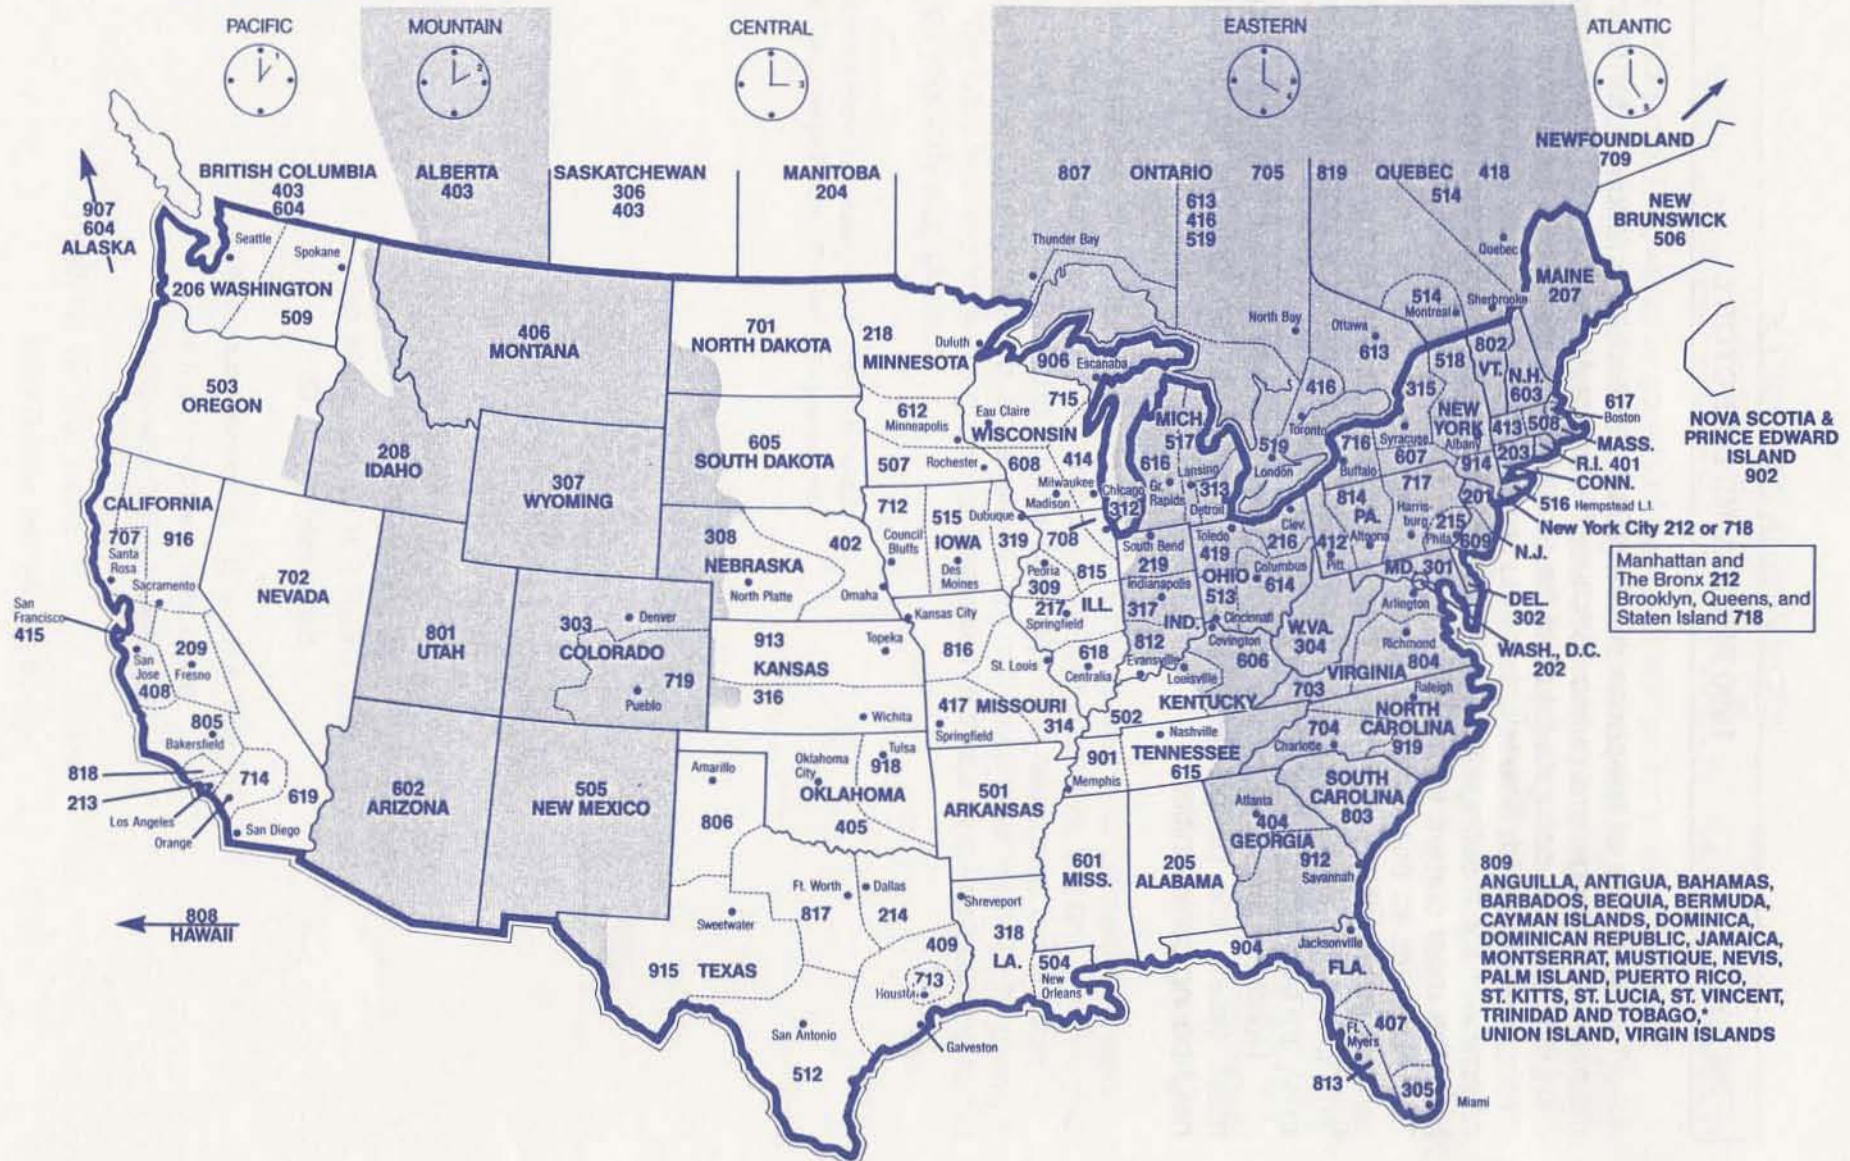 PACIFIC
MOUNTAIN
CENTRAL
EASTERN
ATLANTIC
1
2
3
4
5
NEWFOUNDLAND
709
BRITISH COLUMBIA
403
604
ALBERTA
403
SASKATCHEWAN
306
403
MANITOBA
204
807
ONTARIO
705
613
416
519
819
QUEBEC
418
514
NEW
BRUNSWICK
506
907
604
ALASKA
Seattle
Spokane
206 WASHINGTON
509
406
MONTANA
701
NORTH DAKOTA
218
Duluth
MINNESOTA
Thunder Bay
North Bay
Ottawa
613
514
Montreal
Sherbrooke
Quebec
MAINE
207
503
OREGON
208
IDAHO
307
WYOMING
605
SOUTH DAKOTA
612
Minneapolis
507
Rochester
906
Escanaba
715
Eau Claire
WISCONSIN
608
414
Milwaukee
Madison
MICH.
517
616
Gr.
Rapids
Lansing
313
Detroit
416
Toronto
519
London
315
518
802
VT.
N.H.
603
NEW
YORK
Syracuse
Albany
716
Buffalo
607
914
413
508
617
Boston
MASS.
203
R.I. 401
CONN.
516 Hempstead L.I.
New York City 212 or 718
NOVA SCOTIA &
PRINCE EDWARD
ISLAND
902
Manhattan and
The Bronx 212
Brooklyn, Queens, and
Staten Island 718
CALIFORNIA
707
Santa
Rosa
916
Sacramento
San
Francisco
415
209
Fresno
San
Jose
408
805
Bakersfield
818
213
714
619
Los Angeles
Orange
San Diego
702
NEVADA
801
UTAH
303
Denver
COLORADO
719
Pueblo
602
ARIZONA
505
NEW MEXICO
308
402
NEBRASKA
North Platte
Omaha
712
Council
Bluffs
515
IOWA
Des
Moines
Dubuque
319
Chicago
312
708
Peoria
309
815
217
ILL.
Springfield
618
Centralia
South Bend
219
Indianapolis
317
IND.
812
Evansville
Toledo
419
OHIO
513
Cincinnati
Clev.
216
Columbus
614
Covington
606
Louisville
KENTUCKY
502
814
PA.
717
Harris-
burg
215
Phila.
412
Pitt.
Altoona
201
609
N.J.
MD. 301
DEL.
302
WASH., D.C.
202
Arlington
Richmond
W.VA.
304
VIRGINIA
804
703
913
Topeka
KANSAS
316
Wichita
Kansas City
816
St. Louis
417
MISSOURI
Springfield
314
Amarillo
806
Oklahoma
City
Tulsa
918
OKLAHOMA
405
501
ARKANSAS
901
Memphis
Nashville
TENNESSEE
615
704
Charlotte
Raleigh
NORTH
CAROLINA
919
SOUTH
CAROLINA
803
Atlanta
404
GEORGIA
912
Savannah
601
MISS.
205
ALABAMA
Ft. Worth
Dallas
817
214
Sweetwater
915
TEXAS
409
713
Houston
San Antonio
Galveston
512
Shreveport
318
LA.
504
New
Orleans
904
Jacksonville
FLA.
407
Ft.
Myers
813
305
Miami
808
HAWAII
809
ANGUILLA, ANTIGUA, BAHAMAS,
BARBADOS, BEQUIA, BERMUDA,
CAYMAN ISLANDS, DOMINICA,
DOMINICAN REPUBLIC, JAMAICA,
MONTSERRAT, MUSTIQUE, NEVIS,
PALM ISLAND, PUERTO RICO,
ST. KITTS, ST. LUCIA, ST. VINCENT,
TRINIDAD AND TOBAGO,*
UNION ISLAND, VIRGIN ISLANDS